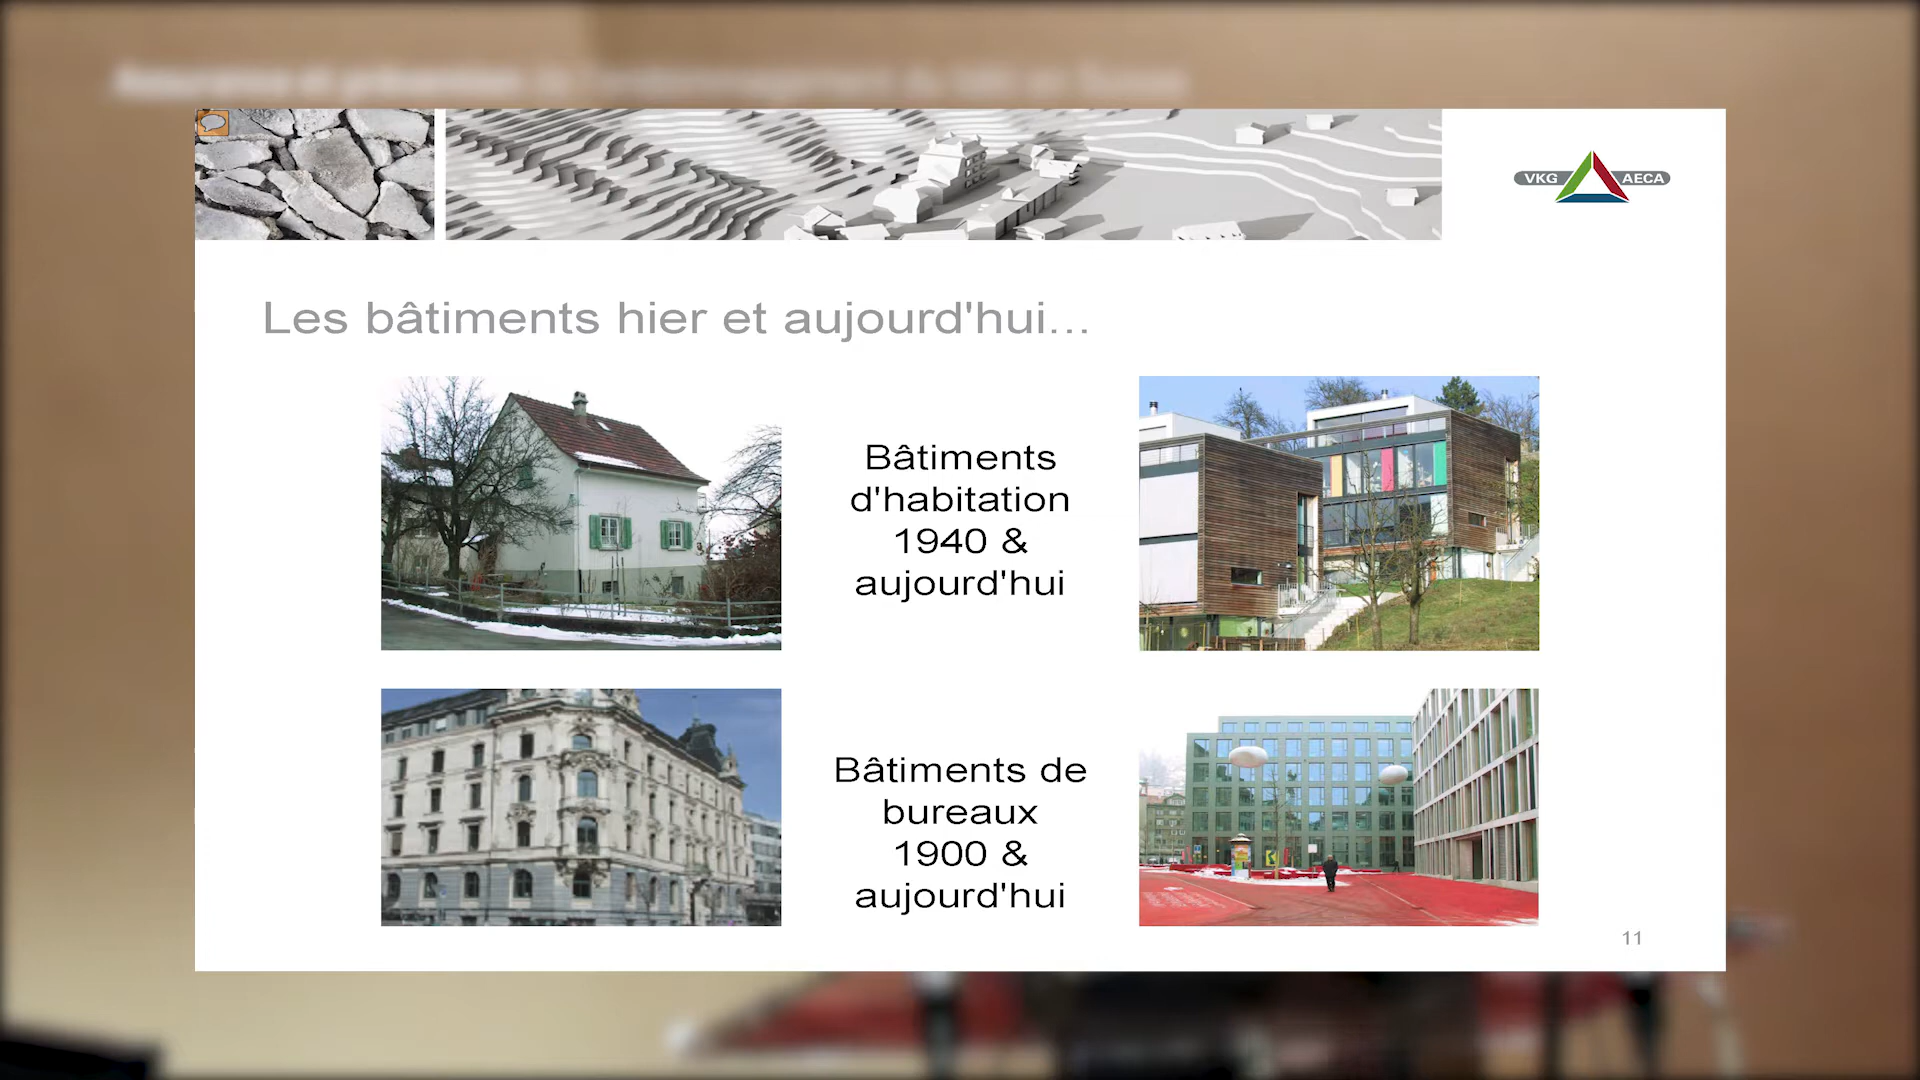 VKG AECA
Les bâtiments hier et aujourd'hui...
Bâtiments
d'habitation
1940 &
aujourd'hui
Bâtiments de
bureaux
1900 &
aujourd'hui
11